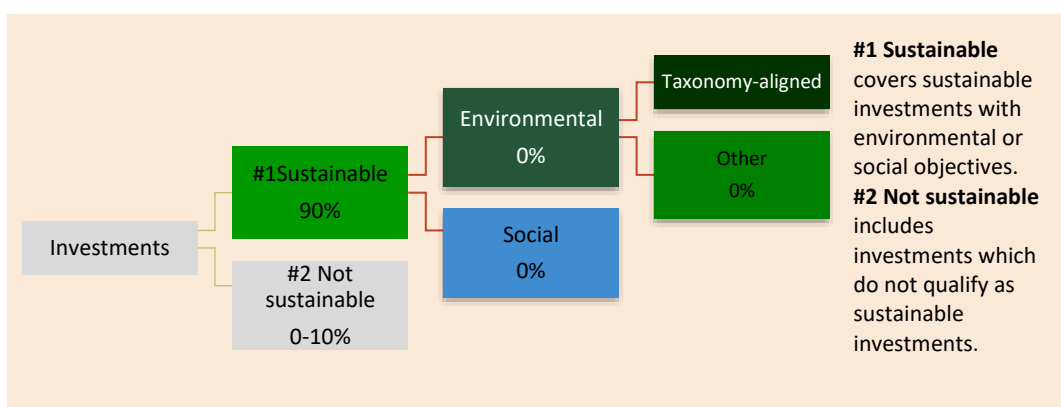 Investments
#1Sustainable
90%
#2 Not
sustainable
0-10%
Environmental
0%
Social
0%
Taxonomy-aligned
Other
0%
#1 Sustainable
covers sustainable
investments with
environmental or
social objectives.
#2 Not sustainable
includes
investments which
do not qualify as
sustainable
investments.